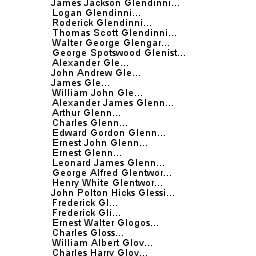 James Jackson Glendinni...
Logan Glendinni...
Roderick Glendinni...
Thomas Scott Glendinni...
Walter George Glengar...
George Spotswood Glenist...
Alexander Gle...
John Andrew Gle...
James Gle...
William John Gle...
Alexander James Glenn...
Arthur Glenn...
Charles Glenn...
Edward Gordon Glenn...
Ernest John Glenn...
Ernest Glenn...
Leonard James Glenn...
George Alfred Glentwor...
Henry White Glentwor...
John Polton Hicks Glessi...
Frederick Gl...
Frederick Gli...
Ernest Walter Glogos...
Charles Gloss...
William Albert Glov...
Charles Harry Glov...